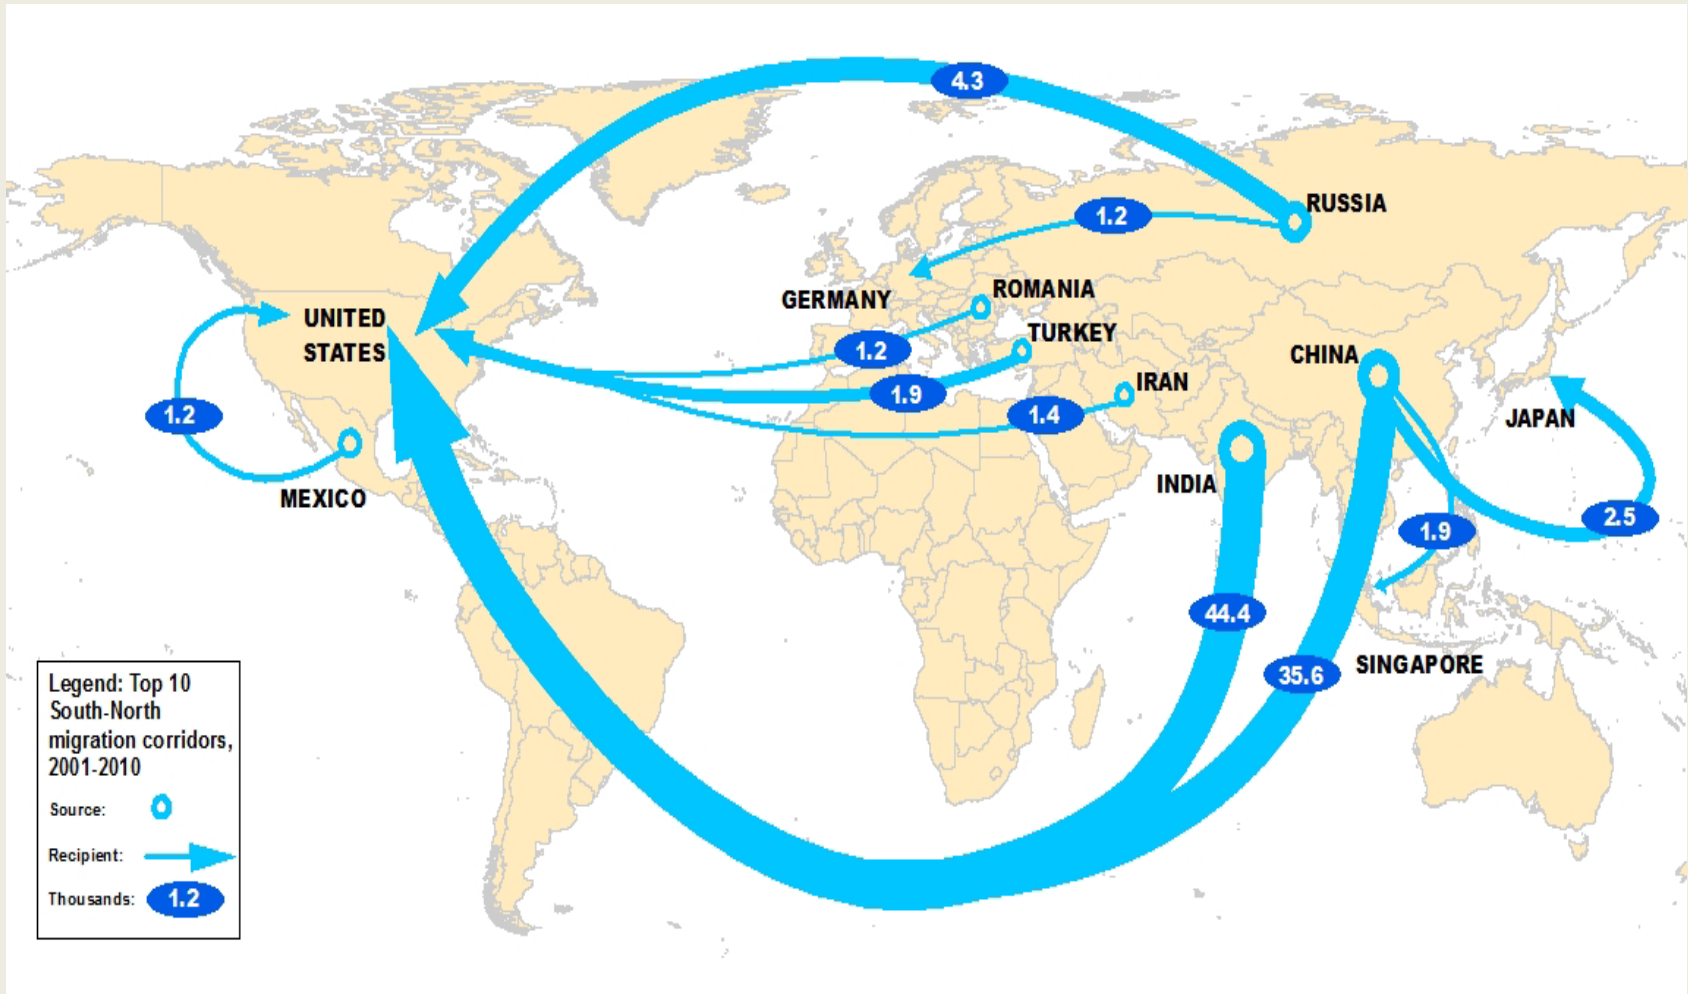 4.3
RUSSIA
1.2
GERMANY
ROMANIA
UNITED
STATES
TURKEY
1.2
CHINA
1.9
IRAN
1.4
1.2
JAPAN
MEXICO
INDIA
2.5
1.9
44.4
35.6
SINGAPORE
Legend: Top 10
South-North
migration corridors,
2001-2010
Source:
Recipient:
Thousands: 1.2